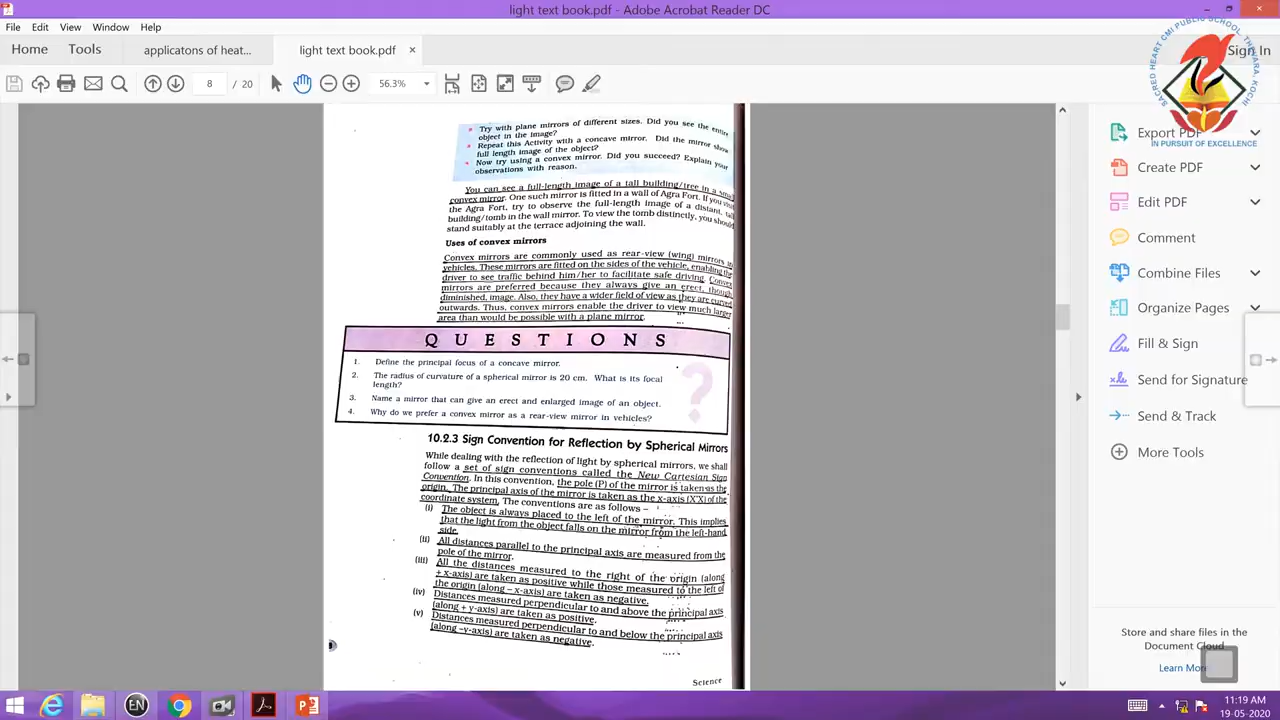 light text book.pdf - Adobe Acrobat Reader DC
File Edit View Window Help
Home Tools applicatons of heat... light text book.pdf × Sign In
8 / 20 56.3%
SACRED HEART CMI PUBLIC SCHOOL, THEVARA, KOCHI
IN PURSUIT OF EXCELLENCE
Try with plane mirrors of different sizes. Did you see the entire
object in the image?
Repeat this Activity with a concave mirror. Did the mirror show
full length image of the object?
Now try using a convex mirror. Did you succeed? Explain your
observations with reason.
You can see a full-length image of a tall building/tree in a small
convex mirror. One such mirror is fitted in a wall of Agra Fort. If you visit
the Agra Fort, try to observe the full-length image of a distant, tall
building/tomb in the wall mirror. To view the tomb distinctly, you should
stand suitably at the terrace adjoining the wall.
Uses of convex mirrors
Convex mirrors are commonly used as rear-view (wing) mirrors in
vehicles. These mirrors are fitted on the sides of the vehicle, enabling the
driver to see traffic behind him/her to facilitate safe driving. Convex
mirrors are preferred because they always give an erect, though
diminished, image. Also, they have a wider field of view as they are curved
outwards. Thus, convex mirrors enable the driver to view much larger
area than would be possible with a plane mirror.
QUESTIONS
1. Define the principal focus of a concave mirror.
2. The radius of curvature of a spherical mirror is 20 cm. What is its focal
length?
3. Name a mirror that can give an erect and enlarged image of an object.
4. Why do we prefer a convex mirror as a rear-view mirror in vehicles?
?
10.2.3 Sign Convention for Reflection by Spherical Mirrors
While dealing with the reflection of light by spherical mirrors, we shall
follow a set of sign conventions called the New Cartesian Sign
Convention. In this convention, the pole (P) of the mirror is taken as the
origin. The principal axis of the mirror is taken as the x-axis (X'X) of the
coordinate system. The conventions are as follows –
(i) The object is always placed to the left of the mirror. This implies
that the light from the object falls on the mirror from the left-hand
side.
(ii) All distances parallel to the principal axis are measured from the
pole of the mirror.
(iii) All the distances measured to the right of the origin (along
+ x-axis) are taken as positive while those measured to the left of
the origin (along – x-axis) are taken as negative.
(iv) Distances measured perpendicular to and above the principal axis
(along + y-axis) are taken as positive.
(v) Distances measured perpendicular to and below the principal axis
(along –y-axis) are taken as negative.
Science
Export PDF
Create PDF
Edit PDF
Comment
Combine Files
Organize Pages
Fill & Sign
Send for Signature
Send & Track
More Tools
Store and share files in the
Document Cloud
Learn More
EN
11:19 AM
19-05-2020